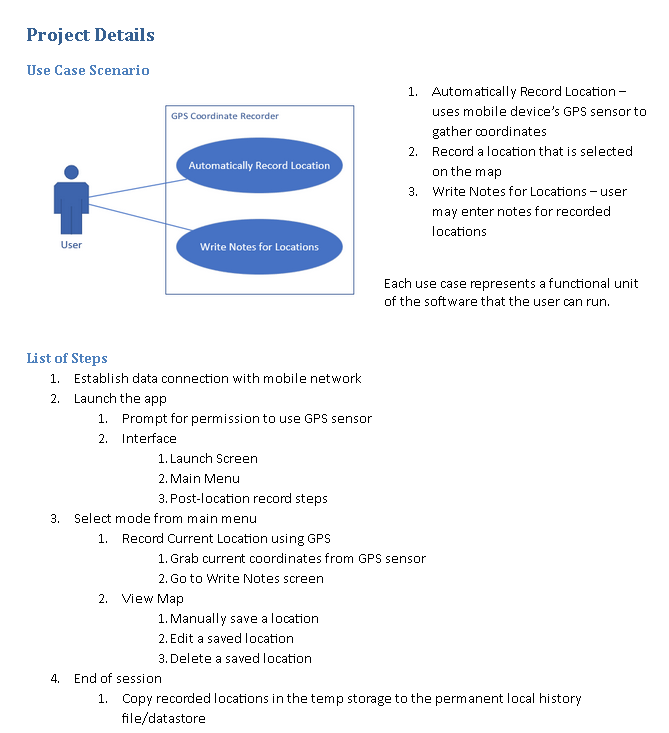 Project Details
Use Case Scenario
GPS Coordinate Recorder
Automatically Record Location
User
Write Notes for Locations
1. Automatically Record Location –
uses mobile device's GPS sensor to
gather coordinates
2. Record a location that is selected
on the map
3. Write Notes for Locations – user
may enter notes for recorded
locations
Each use case represents a functional unit
of the software that the user can run.
List of Steps
1. Establish data connection with mobile network
2. Launch the app
1. Prompt for permission to use GPS sensor
2. Interface
1. Launch Screen
2. Main Menu
3. Post-location record steps
3. Select mode from main menu
1. Record Current Location using GPS
1. Grab current coordinates from GPS sensor
2. Go to Write Notes screen
2. View Map
1. Manually save a location
2. Edit a saved location
3. Delete a saved location
4. End of session
1. Copy recorded locations in the temp storage to the permanent local history
file/datastore